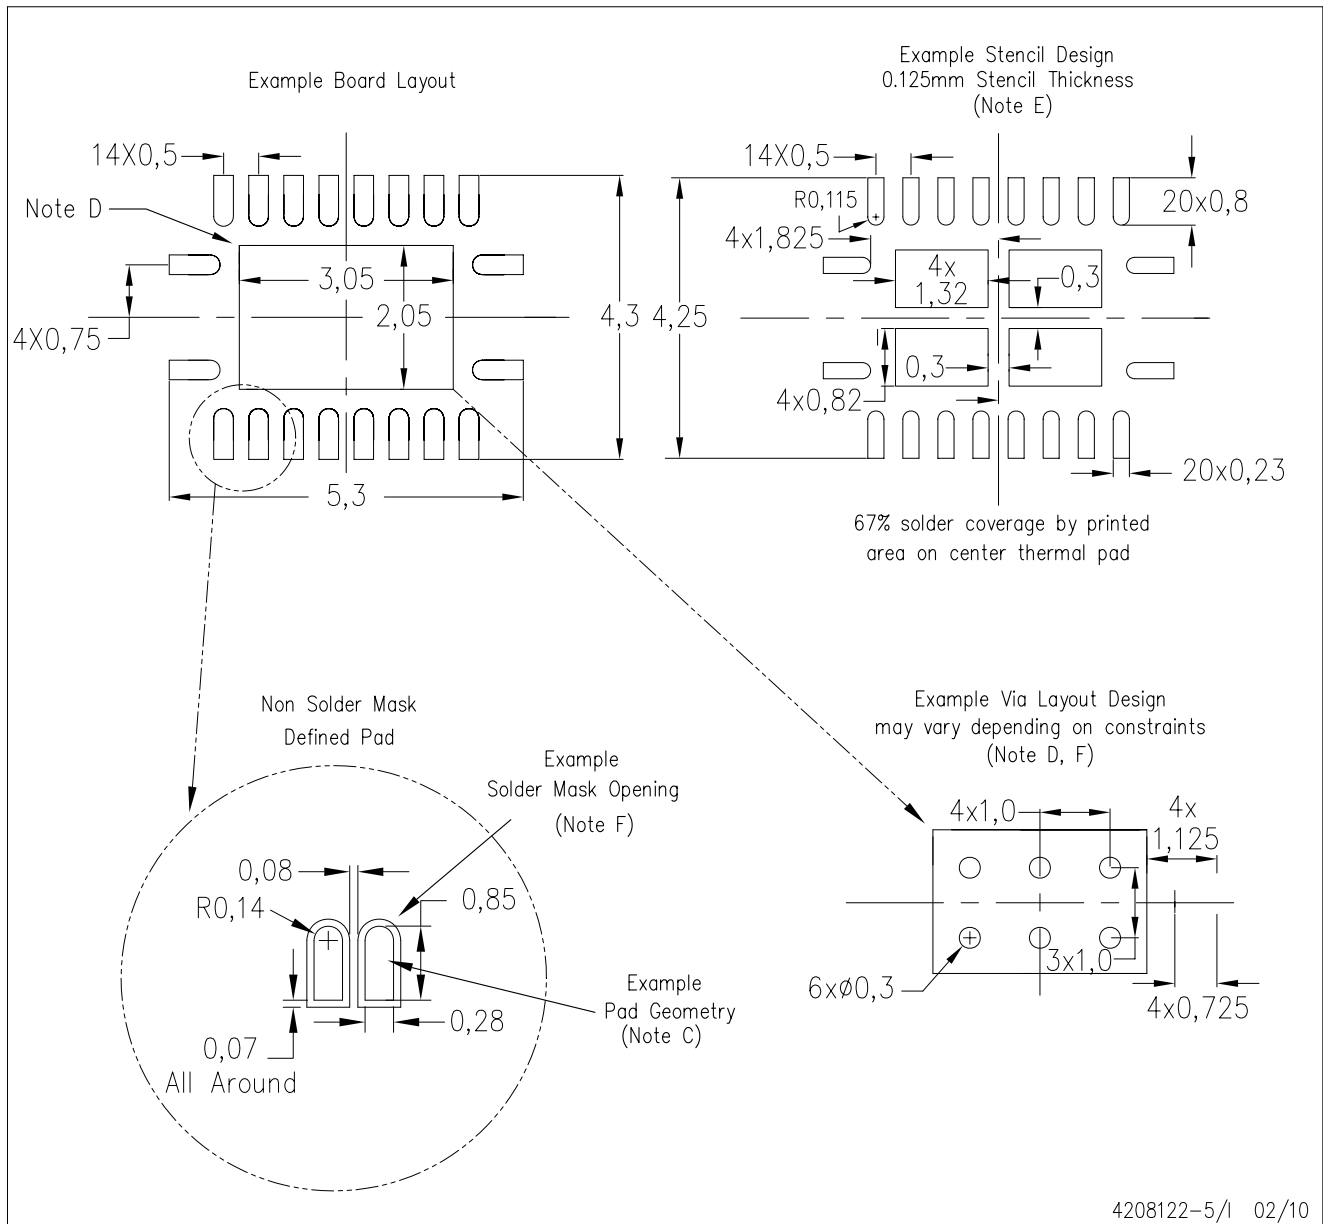 Example Board Layout
Example Stencil Design
0.125mm Stencil Thickness
(Note E)
14X0,5
Note D
3,05
2,05
4X0,75
4,3
5,3
14X0,5
R0,115
4x1,825
20x0,8
4x
1,32
0,3
4,25
0,3
4x0,82
20x0,23
67% solder coverage by printed
area on center thermal pad
Non Solder Mask
Defined Pad
Example
Solder Mask Opening
(Note F)
0,08
R0,14
0,85
Example
Pad Geometry
(Note C)
0,28
0,07
All Around
Example Via Layout Design
may vary depending on constraints
(Note D, F)
4x1,0
4x
1,125
3x1,0
6xø0,3
4x0,725
4208122-5/I 02/10